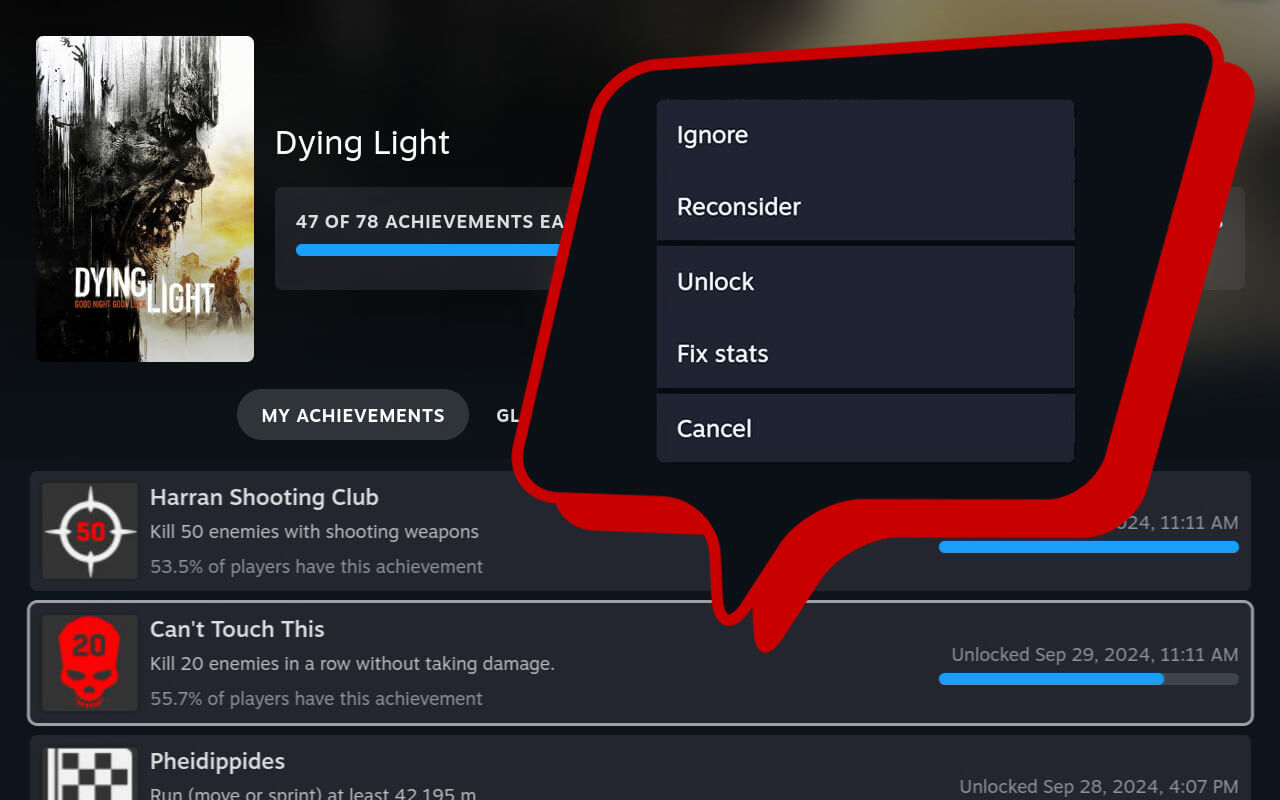 Dying Light
47 OF 78 ACHIEVEMENTS EA
DYING
GOOD NIGHT GOOD LUCK
LIGHT
Ignore
Reconsider
Unlock
Fix stats
Cancel
MY ACHIEVEMENTS
GL
Harran Shooting Club
50
Kill 50 enemies with shooting weapons
024, 11:11 AM
53.5% of players have this achievement
Can't Touch This
20
Kill 20 enemies in a row without taking damage.
Unlocked Sep 29, 2024, 11:11 AM
55.7% of players have this achievement
Pheidippides
Run (move or sprint) at least 42,195 m
Unlocked Sep 28, 2024, 4:07 PM